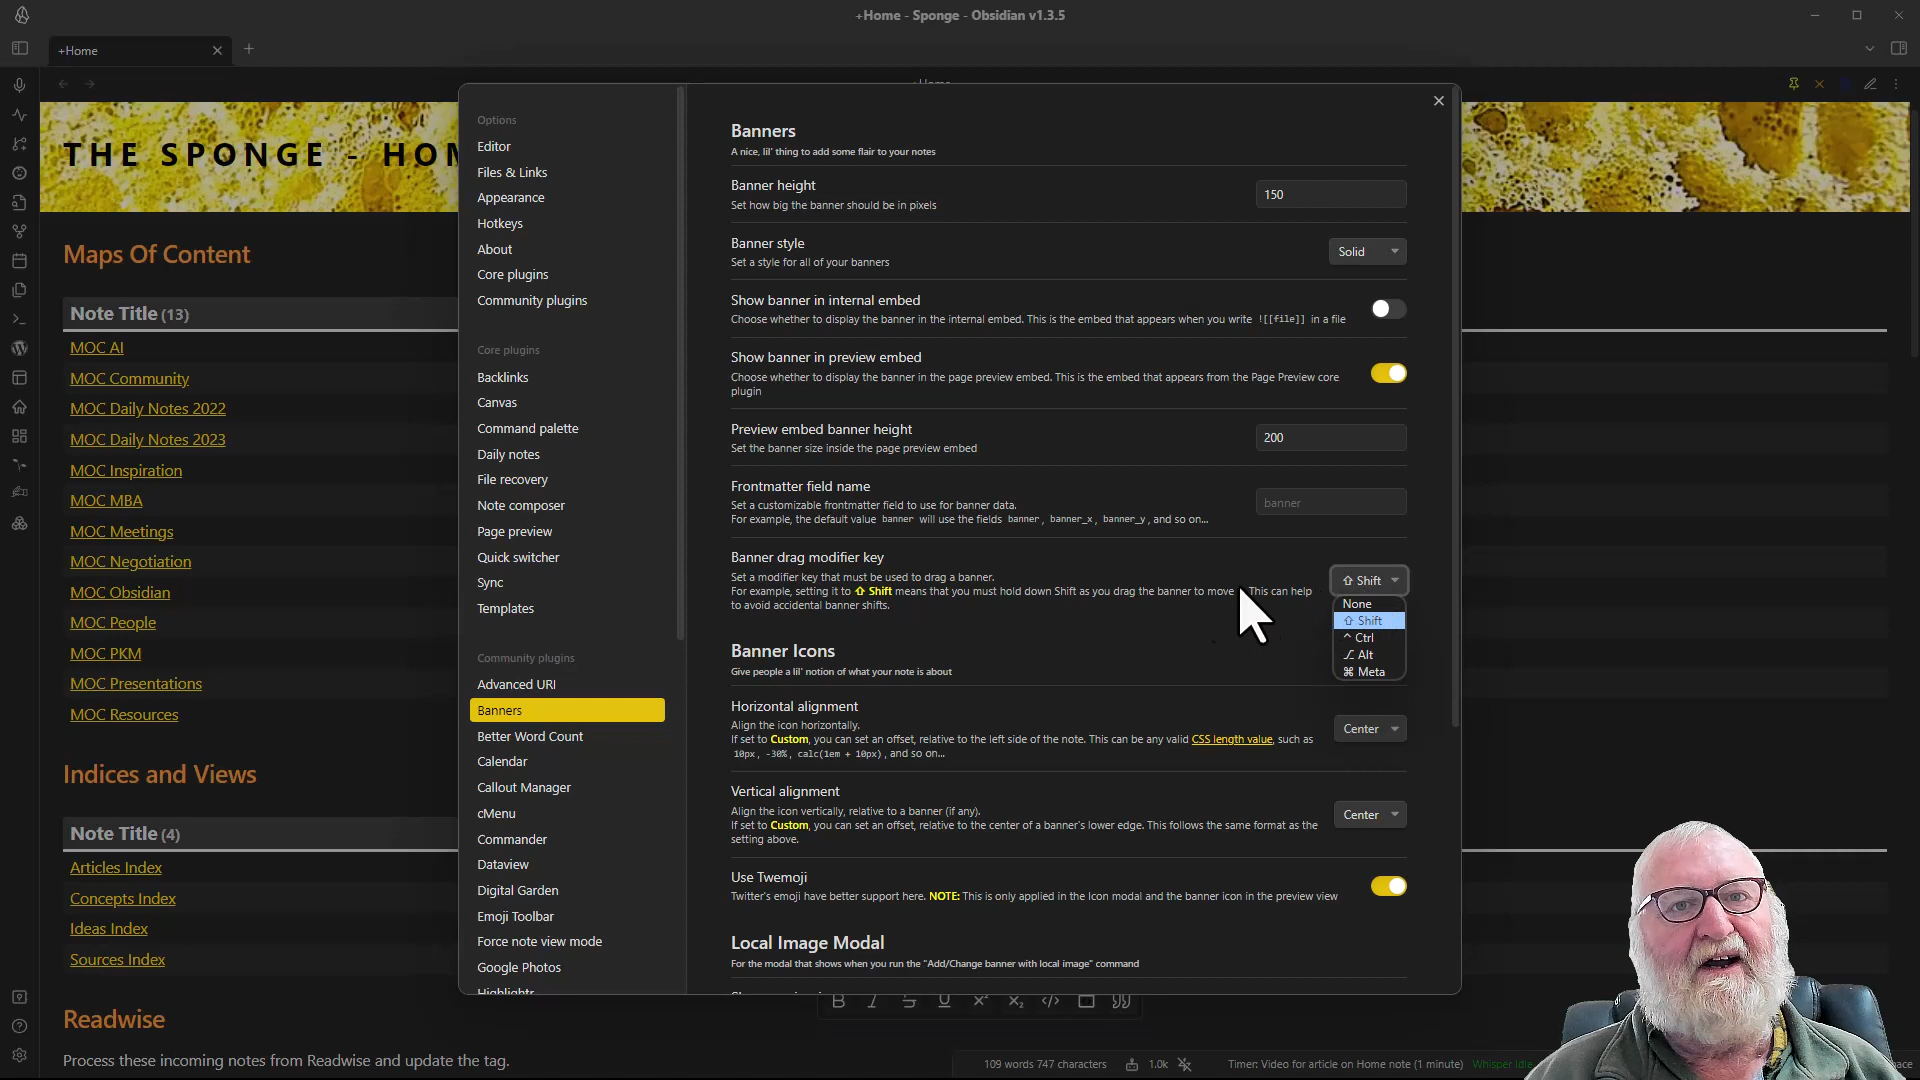 +Home - Sponge - Obsidian v1.3.5
+Home
THE SPONGE - HOM
Maps Of Content
Note Title (13)
MOC AI
MOC Community
MOC Daily Notes 2022
MOC Daily Notes 2023
MOC Inspiration
MOC MBA
MOC Meetings
MOC Negotiation
MOC Obsidian
MOC People
MOC PKM
MOC Presentations
MOC Resources
Indices and Views
Note Title (4)
Articles Index
Concepts Index
Ideas Index
Sources Index
Readwise
Process these incoming notes from Readwise and update the tag.
Options
Editor
Files & Links
Appearance
Hotkeys
About
Core plugins
Community plugins
Core plugins
Backlinks
Canvas
Command palette
Daily notes
File recovery
Note composer
Page preview
Quick switcher
Sync
Templates
Community plugins
Advanced URI
Banners
Better Word Count
Calendar
Callout Manager
cMenu
Commander
Dataview
Digital Garden
Emoji Toolbar
Force note view mode
Google Photos
Highlightr
Banners
A nice, lil' thing to add some flair to your notes
Banner height
Set how big the banner should be in pixels
150
Banner style
Set a style for all of your banners
Solid
Show banner in internal embed
Choose whether to display the banner in the internal embed. This is the embed that appears when you write ![[file]] in a file
Show banner in preview embed
Choose whether to display the banner in the page preview embed. This is the embed that appears from the Page Preview core
plugin
Preview embed banner height
Set the banner size inside the page preview embed
200
Frontmatter field name
Set a customizable frontmatter field to use for banner data.
For example, the default value banner will use the fields banner, banner_x, banner_y, and so on...
banner
Banner drag modifier key
Set a modifier key that must be used to drag a banner.
For example, setting it to ⇧ Shift means that you must hold down Shift as you drag the banner to move This can help
to avoid accidental banner shifts.
⇧ Shift
None
⇧ Shift
^ Ctrl
⌥ Alt
⌘ Meta
Banner Icons
Give people a lil' notion of what your note is about
Horizontal alignment
Align the icon horizontally.
If set to Custom, you can set an offset, relative to the left side of the note. This can be any valid CSS length value, such as
10px, -30%, calc(1em + 10px), and so on...
Center
Vertical alignment
Align the icon vertically, relative to a banner (if any).
If set to Custom, you can set an offset, relative to the center of a banner's lower edge. This follows the same format as the
setting above.
Center
Use Twemoji
Twitter's emoji have better support here. NOTE: This is only applied in the Icon modal and the banner icon in the preview view
Local Image Modal
For the modal that shows when you run the "Add/Change banner with local image" command
109 words 747 characters
1.0k
Timer: Video for article on Home note (1 minute)
Whisper Idle